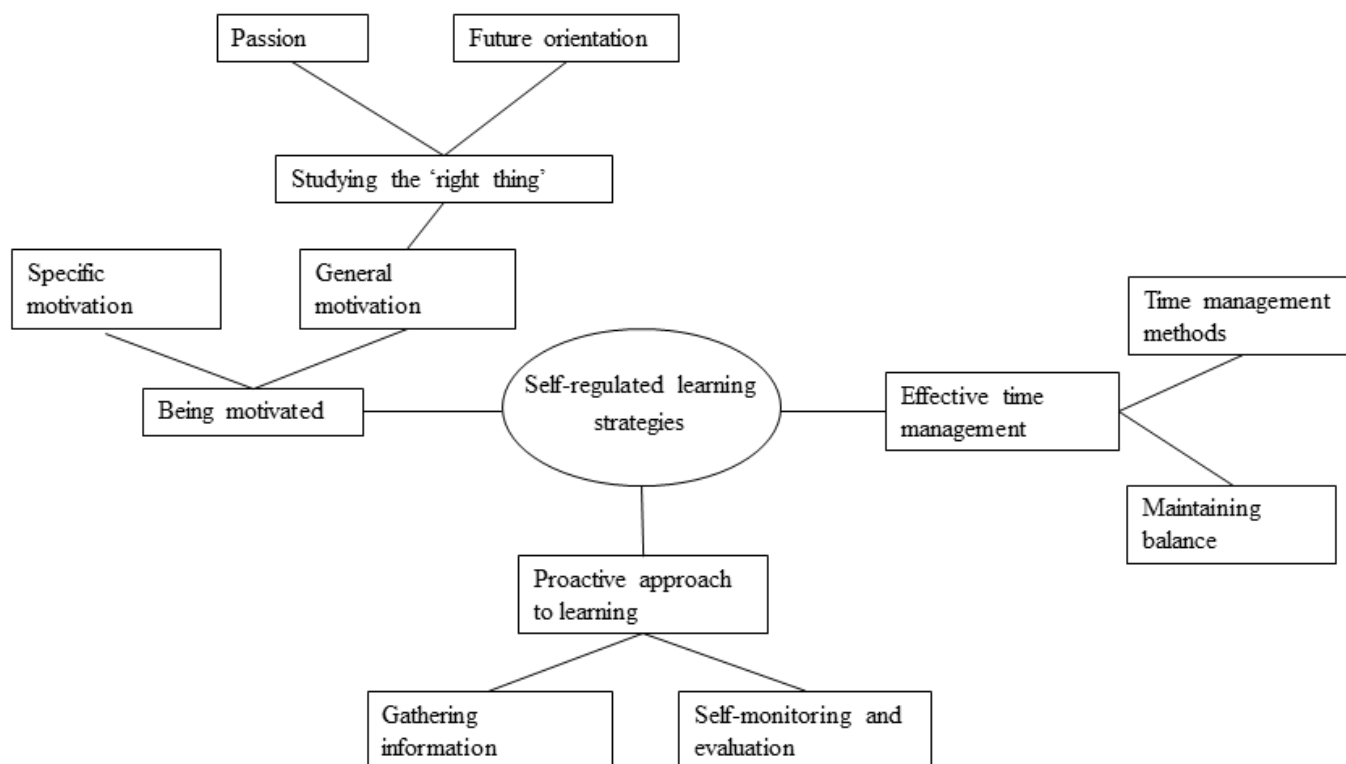 Passion
Future orientation
Studying the ‘right thing’
Specific
motivation
General
motivation
Time management
methods
Self-regulated learning
strategies
Being motivated
Effective time
management
Maintaining
balance
Proactive approach
to learning
Gathering
information
Self-monitoring and
evaluation